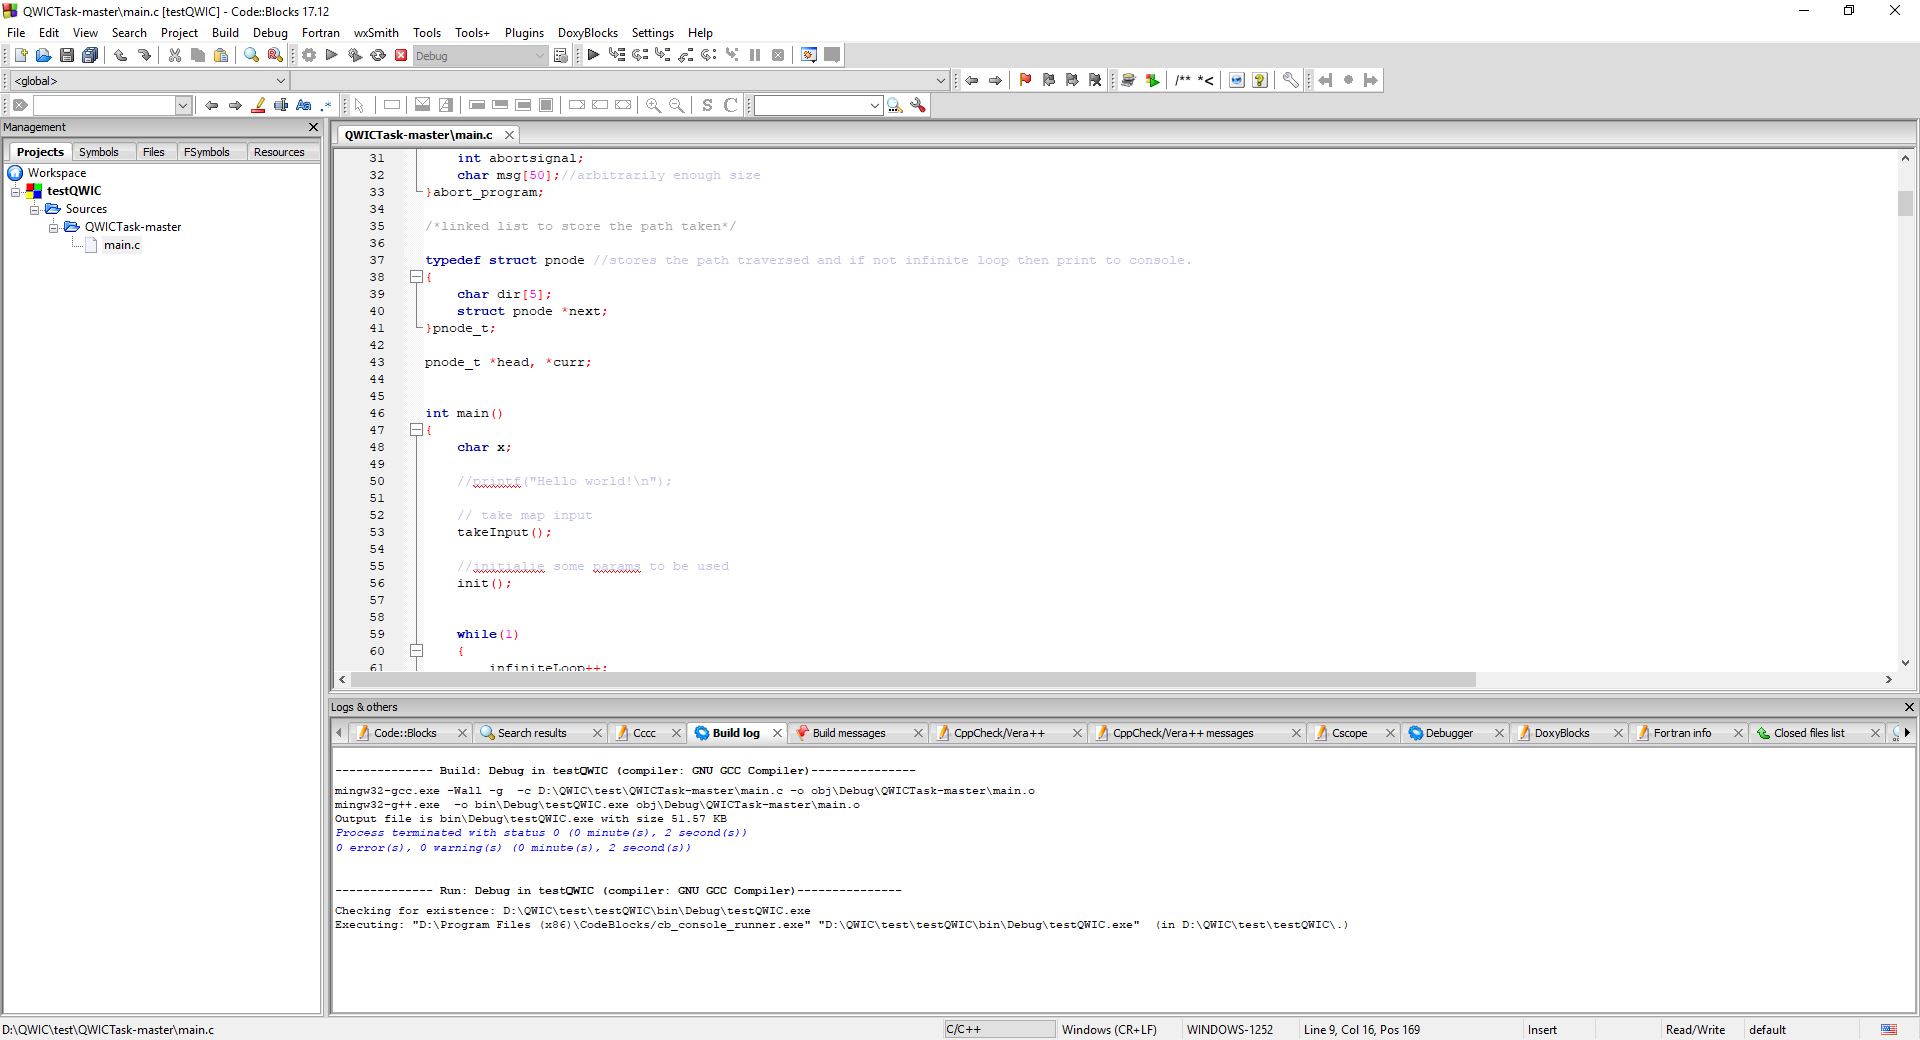 QWICTask-master\main.c [testQWIC] - Code::Blocks 17.12
File Edit View Search Project Build Debug Fortran wxSmith Tools Tools+ Plugins DoxyBlocks Settings Help
Debug
<global>
/** *<
Aa .*
S C
Management
Projects Symbols Files FSymbols Resources
Workspace
testQWIC
Sources
QWICTask-master
main.c
QWICTask-master\main.c
31 int abortsignal;
32 char msg[50];//arbitrarily enough size
33 }abort_program;
34
35 /*linked list to store the path taken*/
36
37 typedef struct pnode //stores the path traversed and if not infinite loop then print to console.
38 {
39 char dir[5];
40 struct pnode *next;
41 }pnode_t;
42
43 pnode_t *head, *curr;
44
45
46 int main()
47 {
48 char x;
49
50 //printf("Hello world!\n");
51
52 // take map input
53 takeInput();
54
55 //initialie some params to be used
56 init();
57
58
59 while(1)
60 {
61 infiniteLoop++;
Logs & others
Code::Blocks Search results Cccc Build log Build messages CppCheck/Vera++ CppCheck/Vera++ messages Cscope Debugger DoxyBlocks Fortran info Closed files list
-------------- Build: Debug in testQWIC (compiler: GNU GCC Compiler)---------------
mingw32-gcc.exe -Wall -g  -c D:\QWIC\test\QWICTask-master\main.c -o obj\Debug\QWICTask-master\main.o
mingw32-g++.exe  -o bin\Debug\testQWIC.exe obj\Debug\QWICTask-master\main.o
Output file is bin\Debug\testQWIC.exe with size 51.57 KB
Process terminated with status 0 (0 minute(s), 2 second(s))
0 error(s), 0 warning(s) (0 minute(s), 2 second(s))
-------------- Run: Debug in testQWIC (compiler: GNU GCC Compiler)---------------
Checking for existence: D:\QWIC\test\testQWIC\bin\Debug\testQWIC.exe
Executing: "D:\Program Files (x86)\CodeBlocks/cb_console_runner.exe" "D:\QWIC\test\testQWIC\bin\Debug\testQWIC.exe"  (in D:\QWIC\test\testQWIC\.)
D:\QWIC\test\QWICTask-master\main.c C/C++ Windows (CR+LF) WINDOWS-1252 Line 9, Col 16, Pos 169 Insert Read/Write default